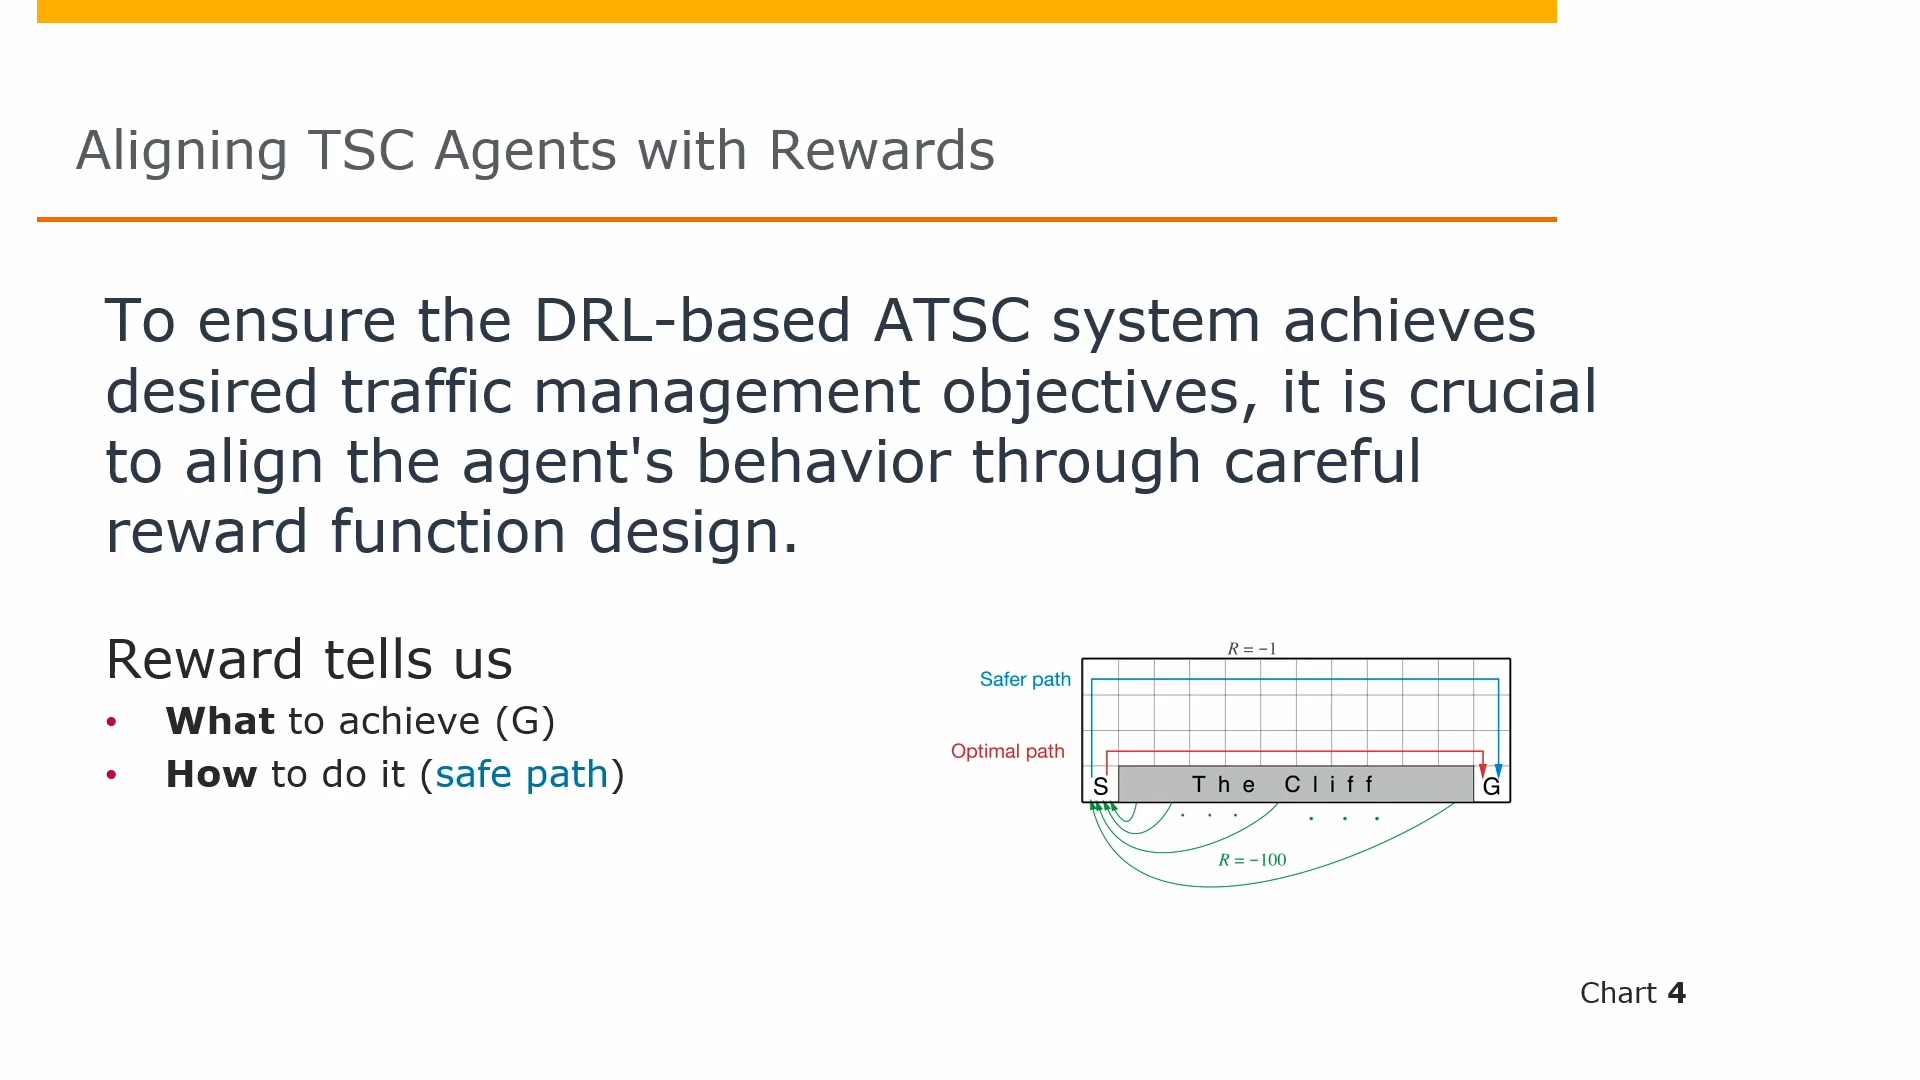 Aligning TSC Agents with Rewards
To ensure the DRL-based ATSC system achieves
desired traffic management objectives, it is crucial
to align the agent's behavior through careful
reward function design.
Reward tells us
• What to achieve (G)
• How to do it (safe path)
R = −1
Safer path
Optimal path
S
The Cliff
G
R = −100
Chart 4